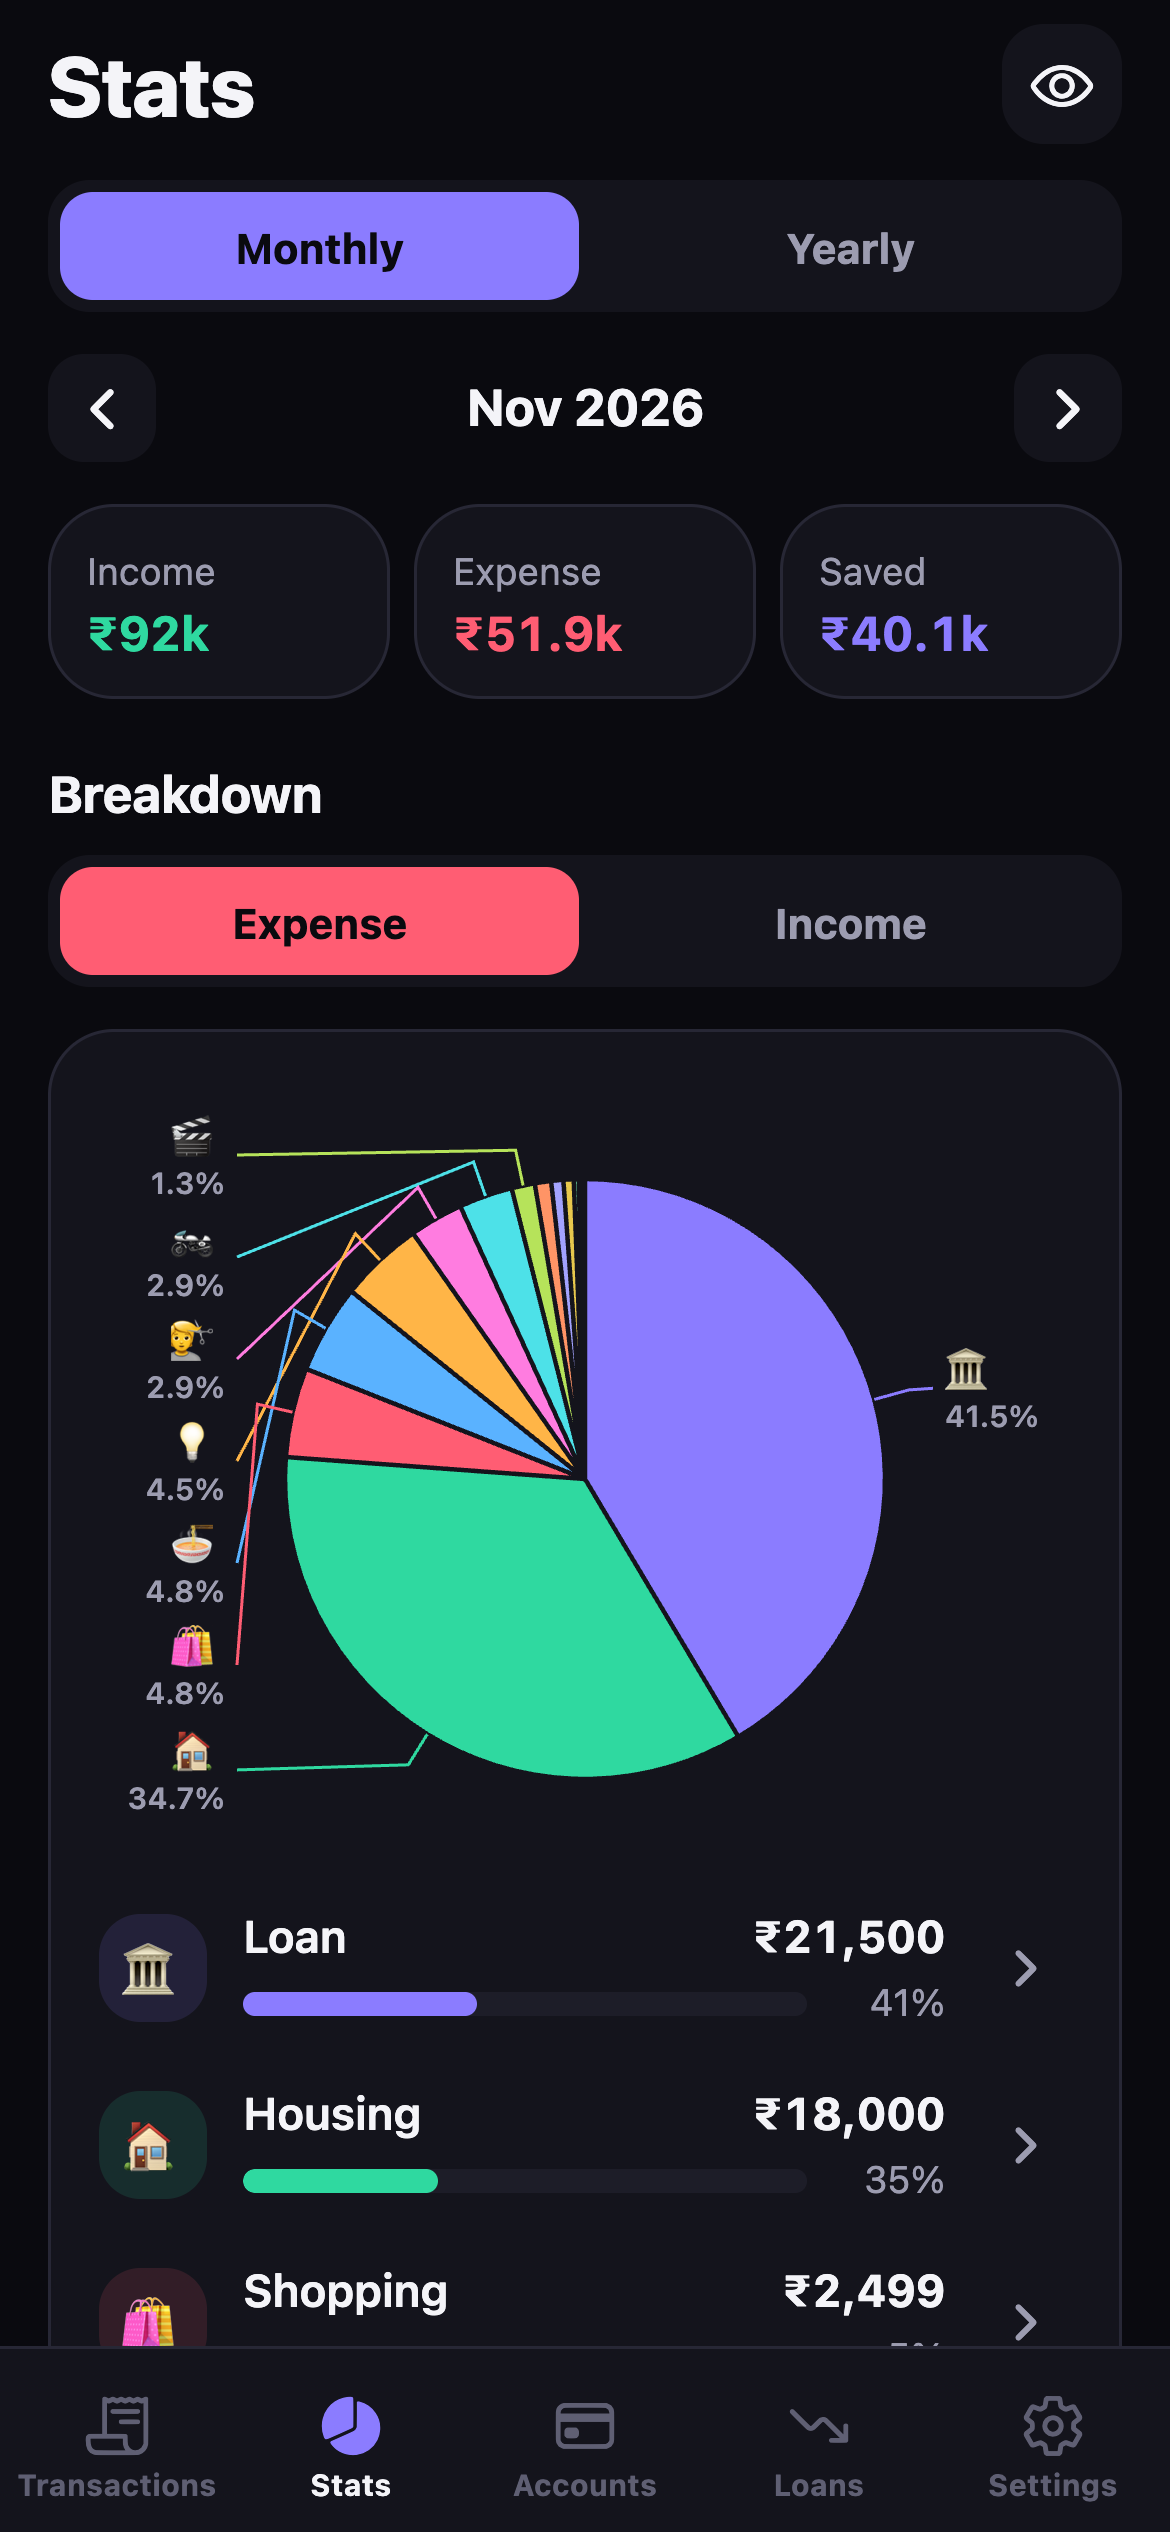 Stats
Monthly
Yearly
Nov 2026
Income
₹92k
Expense
₹51.9k
Saved
₹40.1k
Breakdown
Expense
Income
1.3%
2.9%
2.9%
4.5%
4.8%
4.8%
34.7%
41.5%
Loan
₹21,500
41%
Housing
₹18,000
35%
Shopping
₹2,499
Transactions
Stats
Accounts
Loans
Settings